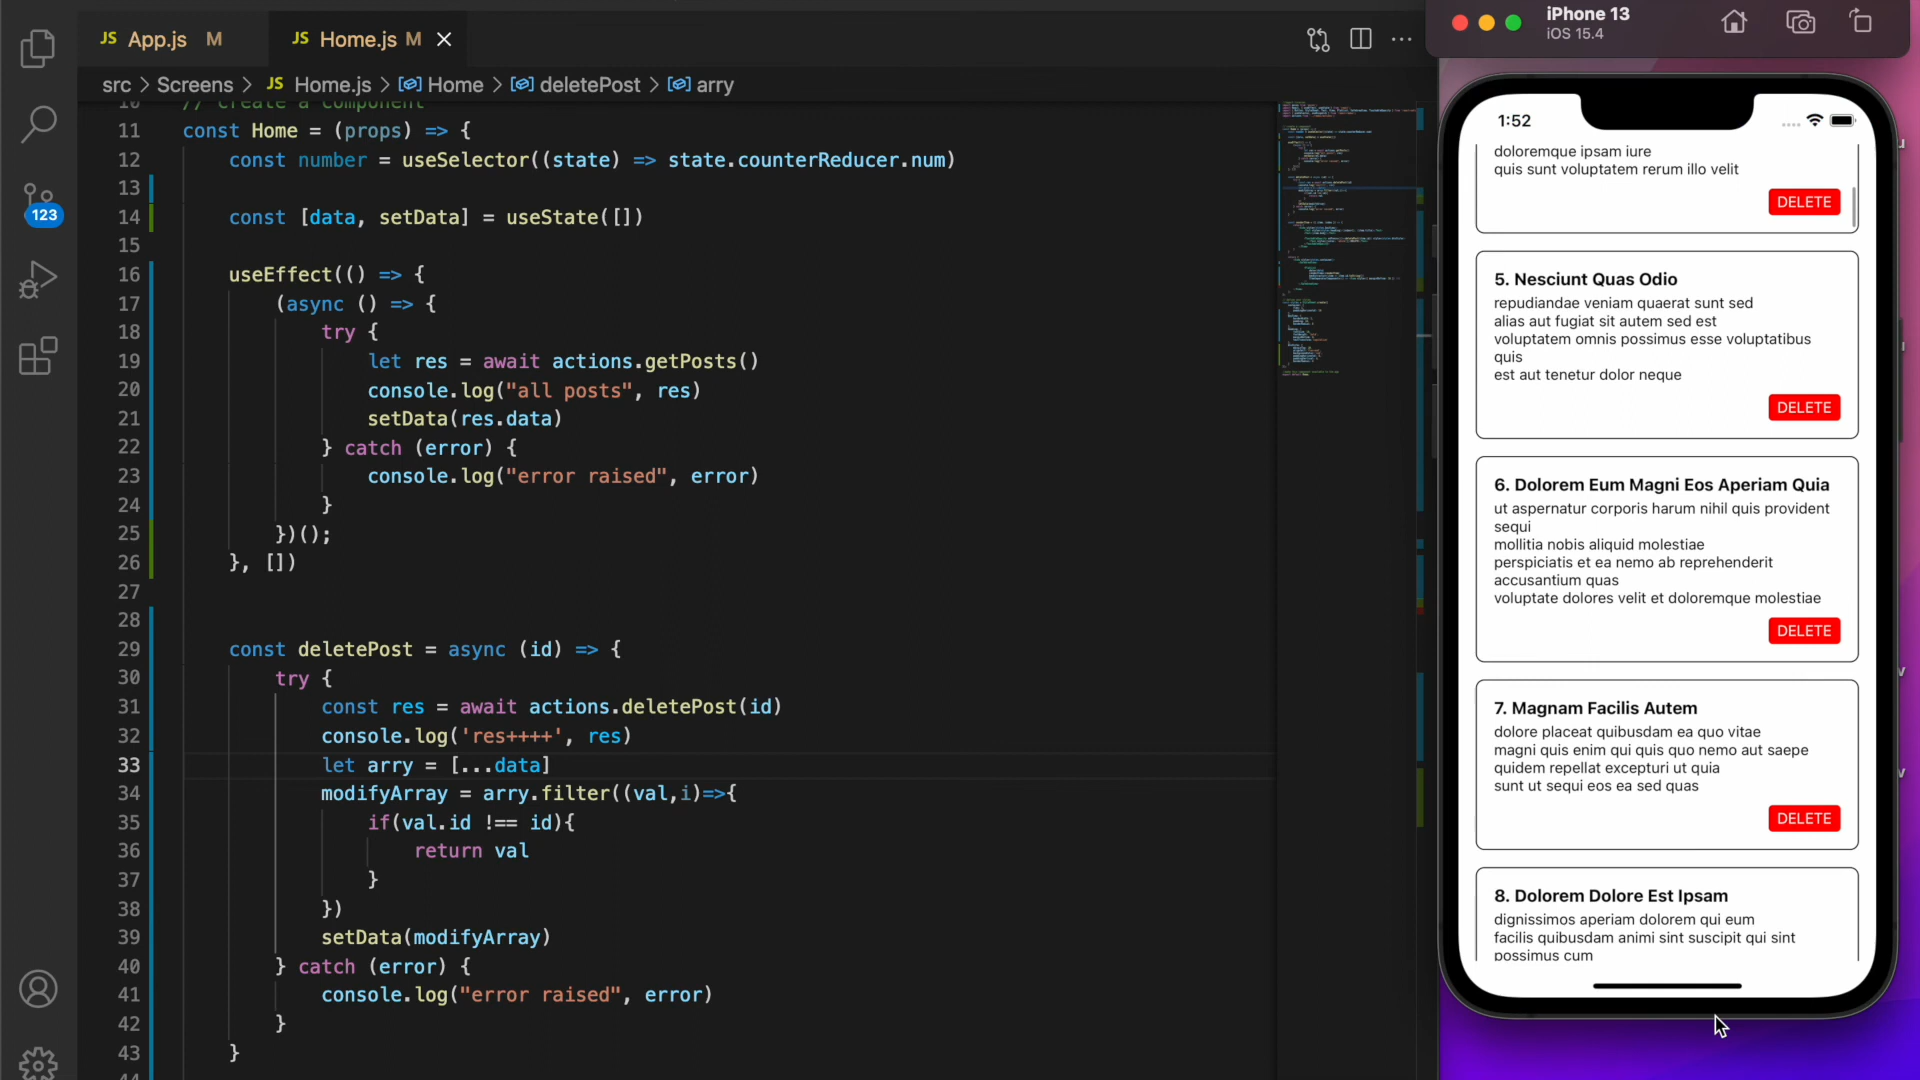 JS App.js M
JS Home.js M
src > Screens > JS Home.js > Home > deletePost > arry
10 // create a component
11 const Home = (props) => {
12 const number = useSelector((state) => state.counterReducer.num)
13
14 const [data, setData] = useState([])
15
16 useEffect(() => {
17 (async () => {
18 try {
19 let res = await actions.getPosts()
20 console.log("all posts", res)
21 setData(res.data)
22 } catch (error) {
23 console.log("error raised", error)
24 }
25 })();
26 }, [])
27
28
29 const deletePost = async (id) => {
30 try {
31 const res = await actions.deletePost(id)
32 console.log('res++++', res)
33 let arry = [...data]
34 modifyArray = arry.filter((val,i)=>{
35 if(val.id !== id){
36 return val
37 }
38 })
39 setData(modifyArray)
40 } catch (error) {
41 console.log("error raised", error)
42 }
43 }
123
iPhone 13
iOS 15.4
1:52
doloremque ipsam iure
quis sunt voluptatem rerum illo velit
DELETE
5. Nesciunt Quas Odio
repudiandae veniam quaerat sunt sed
alias aut fugiat sit autem sed est
voluptatem omnis possimus esse voluptatibus
quis
est aut tenetur dolor neque
DELETE
6. Dolorem Eum Magni Eos Aperiam Quia
ut aspernatur corporis harum nihil quis provident
sequi
mollitia nobis aliquid molestiae
perspiciatis et ea nemo ab reprehenderit
accusantium quas
voluptate dolores velit et doloremque molestiae
DELETE
7. Magnam Facilis Autem
dolore placeat quibusdam ea quo vitae
magni quis enim qui quis quo nemo aut saepe
quidem repellat excepturi ut quia
sunt ut sequi eos ea sed quas
DELETE
8. Dolorem Dolore Est Ipsam
dignissimos aperiam dolorem qui eum
facilis quibusdam animi sint suscipit qui sint
possimus cum